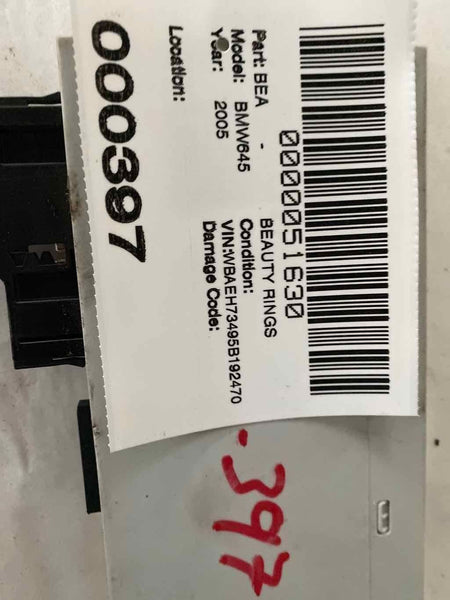 0000051630
Part: BEA - BEAUTY RINGS
Model: BMW645 Condition:
Year: 2005 VIN:WBAEH73495B192470
Damage Code:
Location:
000397
.397